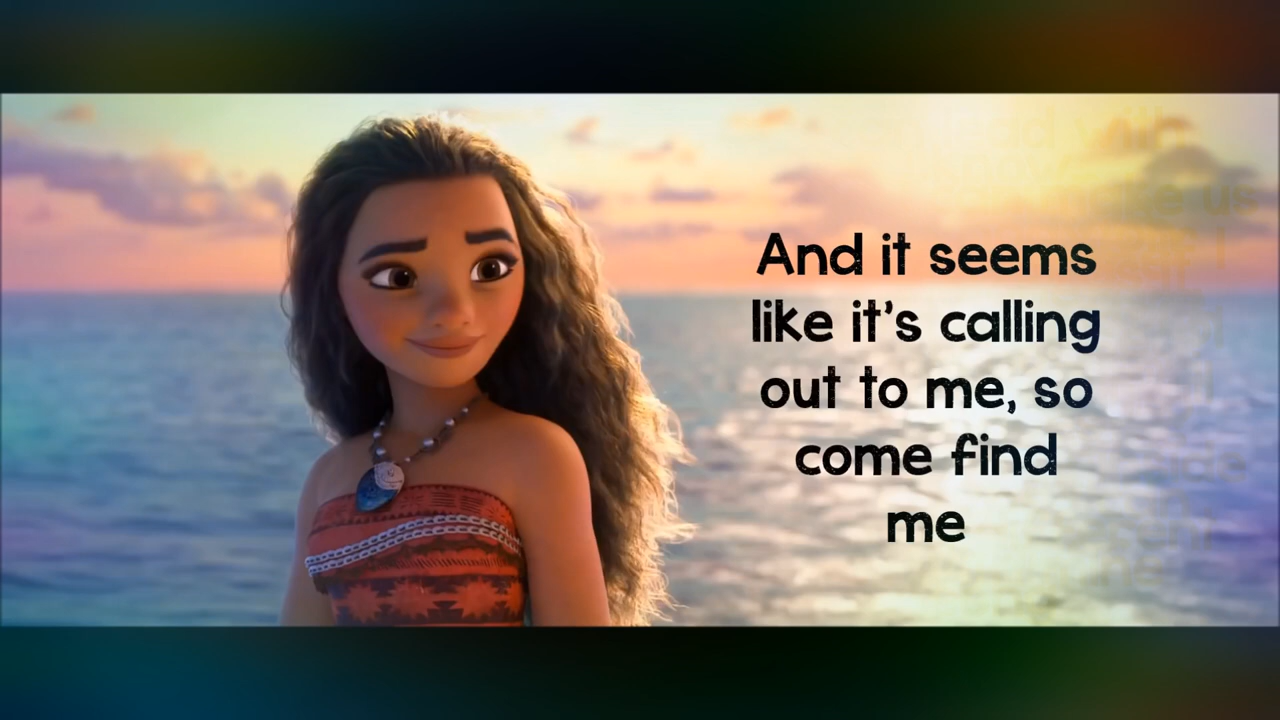 And it seems
like it's calling
out to me, so
come find
me